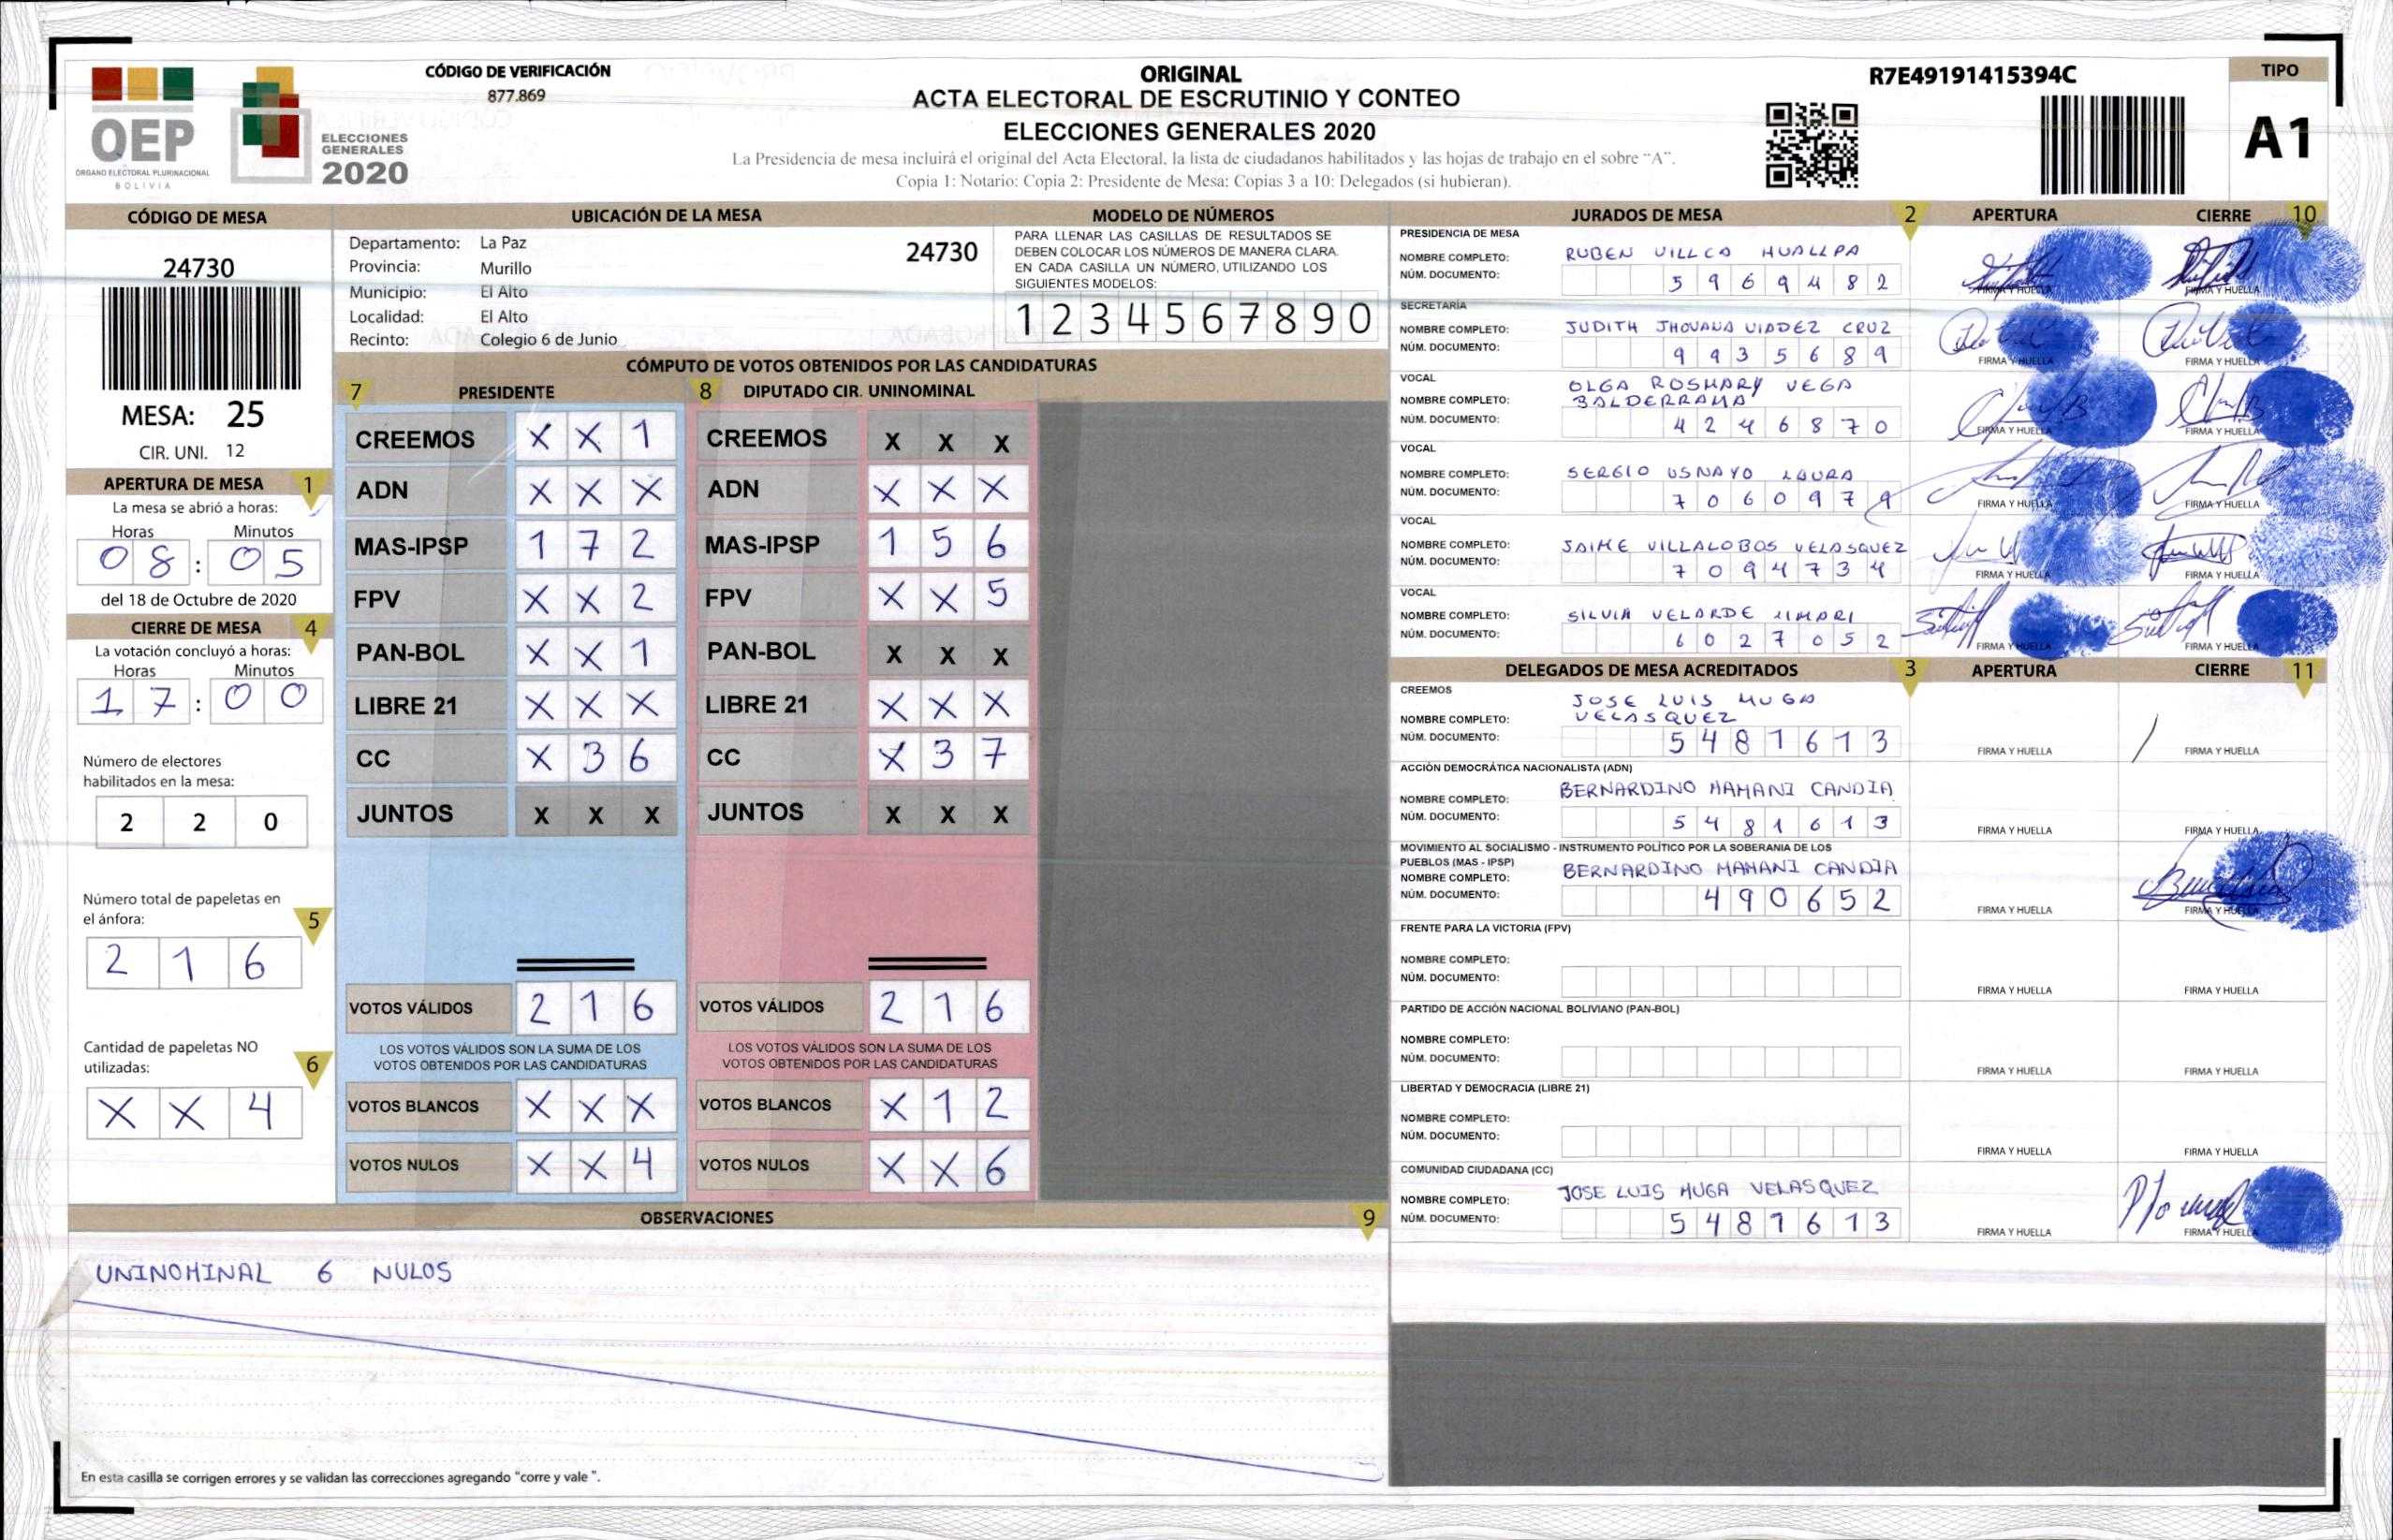 CÓDIGO DE VERIFICACIÓN
877.869
OEP
ÓRGANO ELECTORAL PLURINACIONAL
BOLIVIA
ELECCIONES
GENERALES
2020
ORIGINAL
ACTA ELECTORAL DE ESCRUTINIO Y CONTEO
ELECCIONES GENERALES 2020
La Presidencia de mesa incluirá el original del Acta Electoral, la lista de ciudadanos habilitados y las hojas de trabajo en el sobre "A".
Copia 1: Notario: Copia 2: Presidente de Mesa: Copias 3 a 10: Delegados (si hubieran).
R7E49191415394C
TIPO
A1
CÓDIGO DE MESA
24730
MESA: 25
CIR. UNI. 12
APERTURA DE MESA 1
La mesa se abrió a horas:
Horas Minutos
08 : 05
del 18 de Octubre de 2020
CIERRE DE MESA 4
La votación concluyó a horas:
Horas Minutos
17 : 00
Número de electores
habilitados en la mesa:
2 2 0
Número total de papeletas en
el ánfora: 5
2 1 6
Cantidad de papeletas NO
utilizadas: 6
X X 4
UBICACIÓN DE LA MESA
Departamento: La Paz
24730
Provincia: Murillo
Municipio: El Alto
Localidad: El Alto
Recinto: Colegio 6 de Junio
MODELO DE NÚMEROS
PARA LLENAR LAS CASILLAS DE RESULTADOS SE
DEBEN COLOCAR LOS NÚMEROS DE MANERA CLARA.
EN CADA CASILLA UN NÚMERO, UTILIZANDO LOS
SIGUIENTES MODELOS:
1 2 3 4 5 6 7 8 9 0
CÓMPUTO DE VOTOS OBTENIDOS POR LAS CANDIDATURAS
7 PRESIDENTE
CREEMOS X X 1
ADN X X X
MAS-IPSP 1 7 2
FPV X X 2
PAN-BOL X X 1
LIBRE 21 X X X
CC X 3 6
JUNTOS X X X
VOTOS VÁLIDOS 2 1 6
LOS VOTOS VÁLIDOS SON LA SUMA DE LOS
VOTOS OBTENIDOS POR LAS CANDIDATURAS
VOTOS BLANCOS X X X
VOTOS NULOS X X 4
8 DIPUTADO CIR. UNINOMINAL
CREEMOS X X X
ADN X X X
MAS-IPSP 1 5 6
FPV X X 5
PAN-BOL X X X
LIBRE 21 X X X
CC X 3 7
JUNTOS X X X
VOTOS VÁLIDOS 2 1 6
LOS VOTOS VÁLIDOS SON LA SUMA DE LOS
VOTOS OBTENIDOS POR LAS CANDIDATURAS
VOTOS BLANCOS X 1 2
VOTOS NULOS X X 6
OBSERVACIONES 9
UNINOMINAL 6 NULOS
En esta casilla se corrigen errores y se validan las correcciones agregando "corre y vale ".
JURADOS DE MESA 2 APERTURA CIERRE 10
PRESIDENCIA DE MESA
NOMBRE COMPLETO: RUBEN VILLCA HUALLPA
NÚM. DOCUMENTO: 5 9 6 9 4 8 2
FIRMA Y HUELLA FIRMA Y HUELLA
SECRETARÍA
NOMBRE COMPLETO: JUDITH JHOVANA VIADEZ CRUZ
NÚM. DOCUMENTO: 9 9 3 5 6 8 9
FIRMA Y HUELLA FIRMA Y HUELLA
VOCAL
NOMBRE COMPLETO: OLGA ROSMARY VEGA
BALDERRAMA
NÚM. DOCUMENTO: 4 2 4 6 8 7 0
FIRMA Y HUELLA FIRMA Y HUELLA
VOCAL
NOMBRE COMPLETO: SERGIO USNAYO LAURA
NÚM. DOCUMENTO: 7 0 6 0 9 7 9
FIRMA Y HUELLA FIRMA Y HUELLA
VOCAL
NOMBRE COMPLETO: JAIME VILLALOBOS VELASQUEZ
NÚM. DOCUMENTO: 7 0 9 4 7 3 4
FIRMA Y HUELLA FIRMA Y HUELLA
VOCAL
NOMBRE COMPLETO: SILVIA VELARDE LIMARI
NÚM. DOCUMENTO: 6 0 2 7 0 5 2
FIRMA Y HUELLA FIRMA Y HUELLA
DELEGADOS DE MESA ACREDITADOS 3 APERTURA CIERRE 11
CREEMOS
NOMBRE COMPLETO: JOSE LUIS MUGA
VELASQUEZ
NÚM. DOCUMENTO: 5 4 8 1 6 1 3
FIRMA Y HUELLA FIRMA Y HUELLA
ACCIÓN DEMOCRÁTICA NACIONALISTA (ADN)
NOMBRE COMPLETO: BERNARDINO MAMANI CANDIA
NÚM. DOCUMENTO: 5 4 8 1 6 1 3
FIRMA Y HUELLA FIRMA Y HUELLA
MOVIMIENTO AL SOCIALISMO - INSTRUMENTO POLÍTICO POR LA SOBERANIA DE LOS
PUEBLOS (MAS - IPSP)
NOMBRE COMPLETO: BERNARDINO MAMANI CANDIA
NÚM. DOCUMENTO: 4 9 0 6 5 2
FIRMA Y HUELLA FIRMA Y HUELLA
FRENTE PARA LA VICTORIA (FPV)
NOMBRE COMPLETO:
NÚM. DOCUMENTO:
FIRMA Y HUELLA FIRMA Y HUELLA
PARTIDO DE ACCIÓN NACIONAL BOLIVIANO (PAN-BOL)
NOMBRE COMPLETO:
NÚM. DOCUMENTO:
FIRMA Y HUELLA FIRMA Y HUELLA
LIBERTAD Y DEMOCRACIA (LIBRE 21)
NOMBRE COMPLETO:
NÚM. DOCUMENTO:
FIRMA Y HUELLA FIRMA Y HUELLA
COMUNIDAD CIUDADANA (CC)
NOMBRE COMPLETO: JOSE LUIS MUGA VELASQUEZ
NÚM. DOCUMENTO: 5 4 8 1 6 1 3
FIRMA Y HUELLA FIRMA Y HUELLA